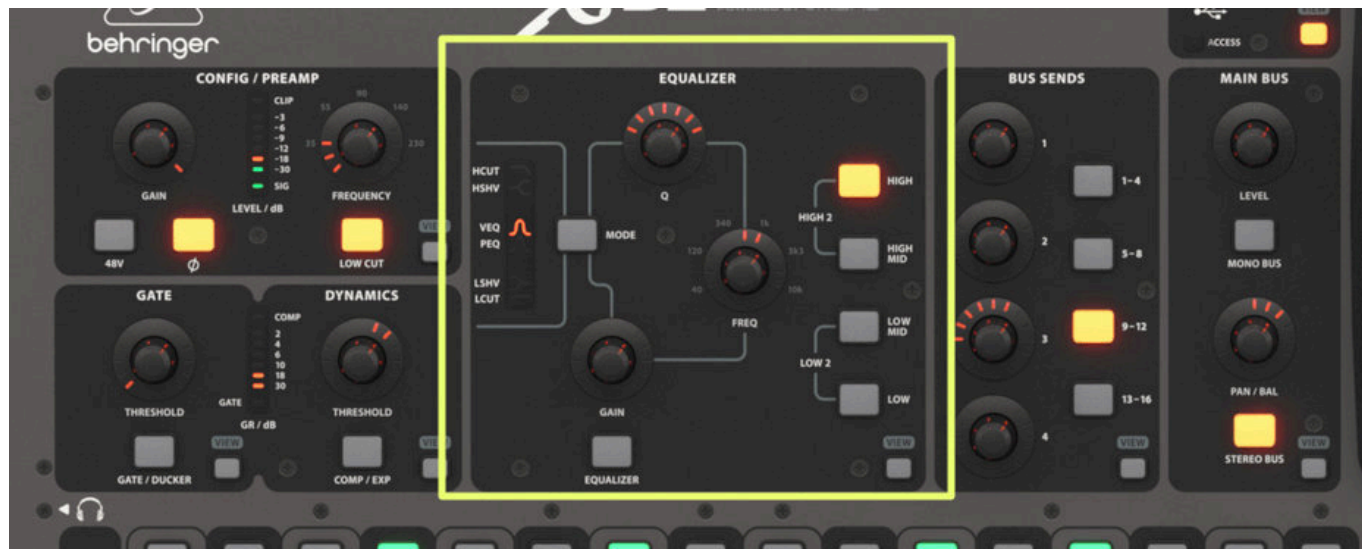 behringer
ACCESS
VIEW
CONFIG / PREAMP
CLIP
-3
-6
-9
-12
-18
-30
SIG
LEVEL / dB
GAIN
35
55
90
140
230
FREQUENCY
48V
Ø
LOW CUT
VIEW
GATE
THRESHOLD
GATE / DUCKER
VIEW
COMP
2
4
6
10
18
30
GATE
GR / dB
DYNAMICS
THRESHOLD
COMP / EXP
VIEW
EQUALIZER
HCUT
HSHV
VEQ
PEQ
LSHV
LCUT
MODE
Q
40
120
340
1k
3k3
10k
FREQ
GAIN
EQUALIZER
HIGH
HIGH 2
HIGH
MID
LOW
MID
LOW 2
LOW
VIEW
BUS SENDS
1
2
3
4
1-4
5-8
9-12
13-16
VIEW
MAIN BUS
LEVEL
MONO BUS
PAN / BAL
STEREO BUS
VIEW